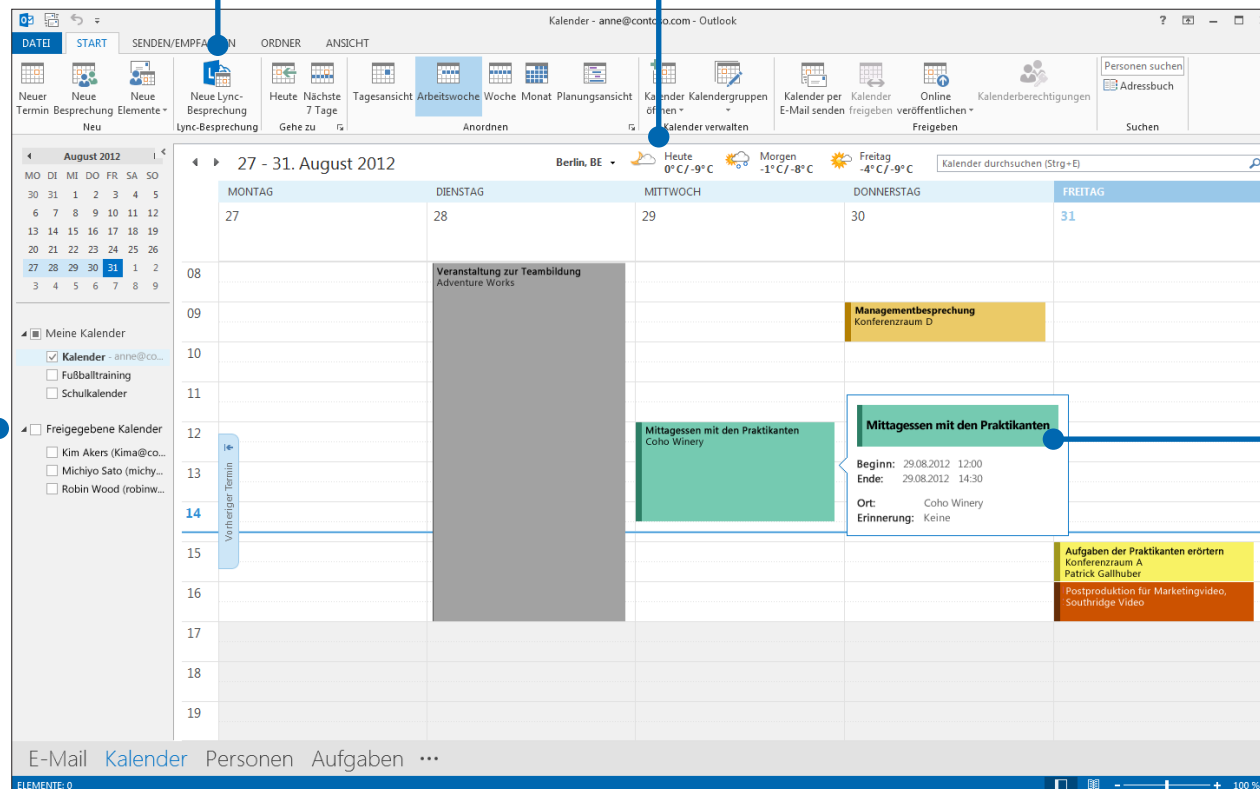 Kalender - anne@contoso.com - Outlook
DATEI START SENDEN/EMPFANGEN ORDNER ANSICHT
Neuer Termin
Neue Besprechung
Neue Elemente
Neu
Neue Lync-Besprechung
Lync-Besprechung
Heute
Nächste 7 Tage
Gehe zu
Tagesansicht
Arbeitswoche
Woche
Monat
Planungsansicht
Anordnen
Kalender öffnen
Kalendergruppen
Kalender verwalten
Kalender per E-Mail senden
Kalender freigeben
Online veröffentlichen
Kalenderberechtigungen
Freigeben
Personen suchen
Adressbuch
Suchen
August 2012
MO DI MI DO FR SA SO
30 31 1 2 3 4 5
6 7 8 9 10 11 12
13 14 15 16 17 18 19
20 21 22 23 24 25 26
27 28 29 30 31 1 2
3 4 5 6 7 8 9
Meine Kalender
Kalender - anne@co...
Fußballtraining
Schulkalender
Freigegebene Kalender
Kim Akers (Kima@co...
Michiyo Sato (michy...
Robin Wood (robinw...
27 - 31. August 2012
Berlin, BE
Heute
0°C/-9°C
Morgen
-1°C/-8°C
Freitag
-4°C/-9°C
Kalender durchsuchen (Strg+E)
MONTAG DIENSTAG MITTWOCH DONNERSTAG FREITAG
27 28 29 30 31
08
09
10
11
12
13
14
15
16
17
18
19
Vorheriger Termin
Veranstaltung zur Teambildung
Adventure Works
Mittagessen mit den Praktikanten
Coho Winery
Managementbesprechung
Konferenzraum D
Mittagessen mit den Praktikanten
Beginn: 29.08.2012 12:00
Ende: 29.08.2012 14:30
Ort: Coho Winery
Erinnerung: Keine
Aufgaben der Praktikanten erörtern
Konferenzraum A
Patrick Gallhuber
Postproduktion für Marketingvideo,
Southridge Video
E-Mail Kalender Personen Aufgaben ...
ELEMENTE: 0
100 %